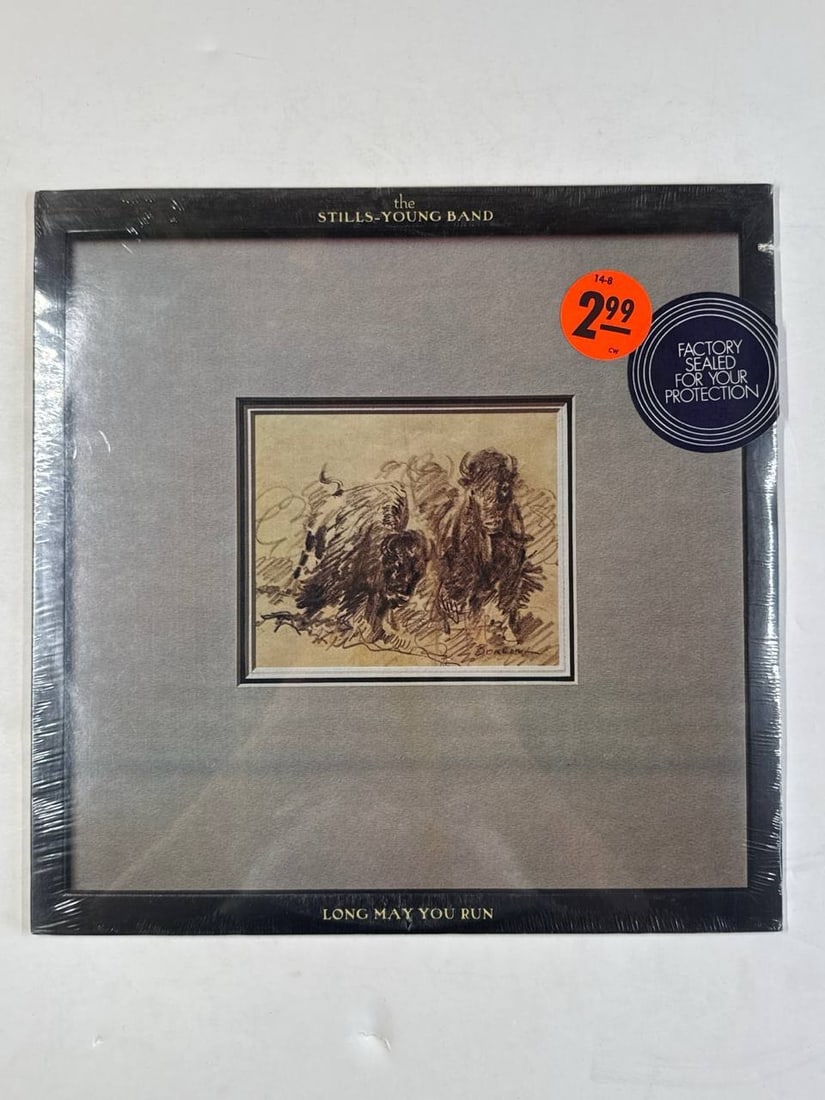 the
STILLS-YOUNG BAND
14-8
2.99
CW
FACTORY
SEALED
FOR YOUR
PROTECTION
LONG MAY YOU RUN